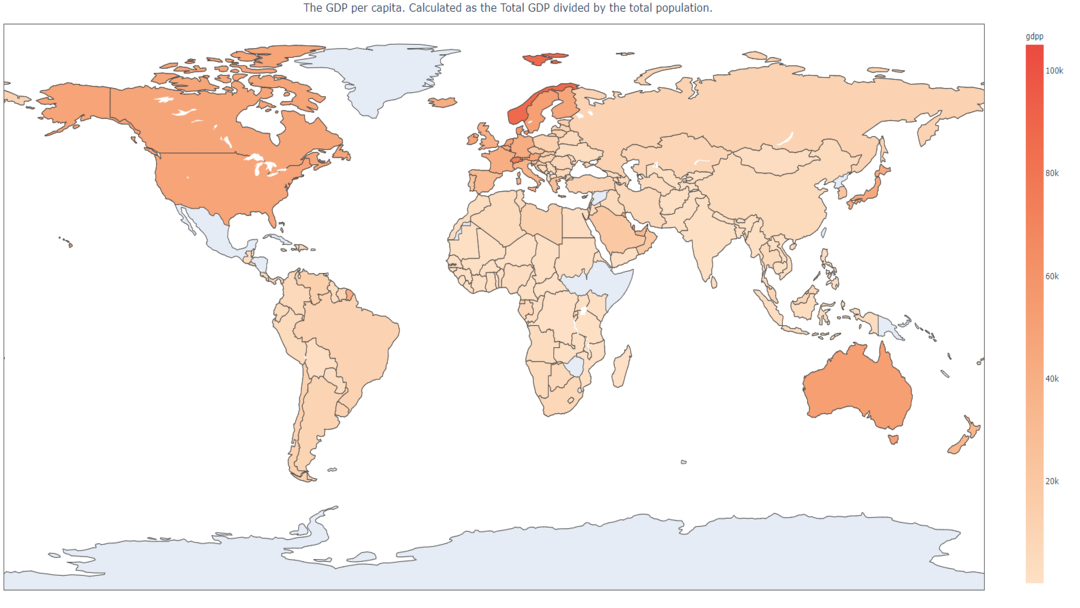 The GDP per capita. Calculated as the Total GDP divided by the total population.
gdpp
100k
80k
60k
40k
20k